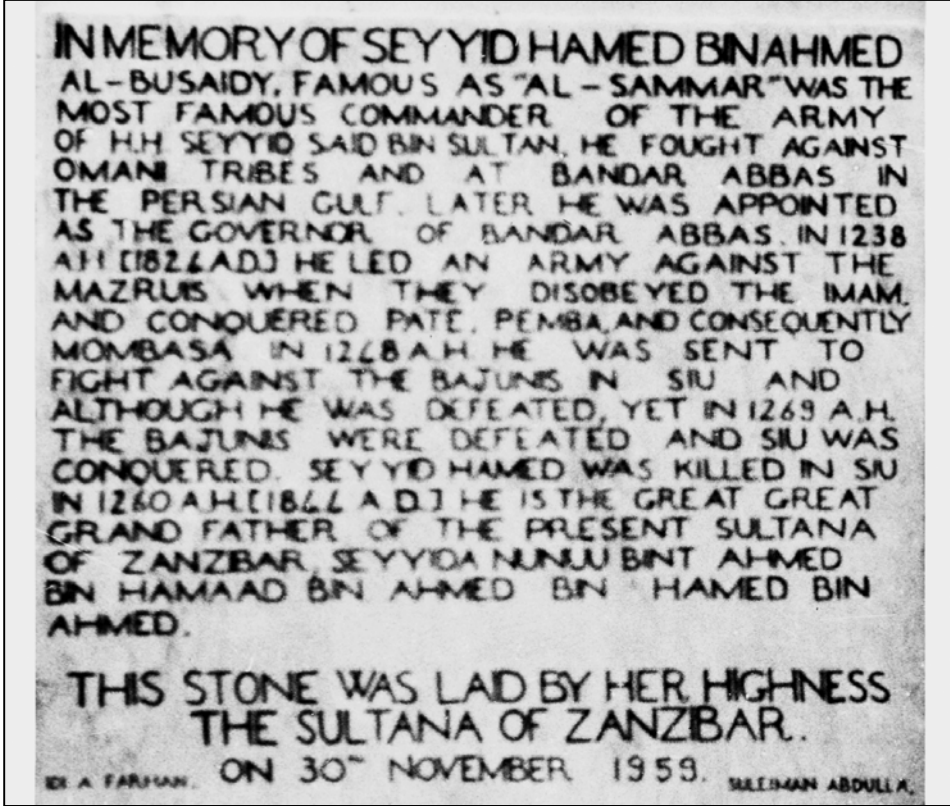 IN MEMORY OF SEYYID HAMED BIN AHMED
AL-BUSAIDY, FAMOUS AS "AL-SAMMAR" WAS THE
MOST FAMOUS COMMANDER OF THE ARMY
OF H.H SEYYID SAID BIN SULTAN. HE FOUGHT AGAINST
OMANI TRIBES AND AT BANDAR ABBAS IN
THE PERSIAN GULF. LATER HE WAS APPOINTED
AS THE GOVERNOR OF BANDAR ABBAS. IN 1238
A.H [1824 A.D.] HE LED AN ARMY AGAINST THE
MAZRUIS WHEN THEY DISOBEYED THE IMAM,
AND CONQUERED PATE, PEMBA, AND CONSEQUENTLY
MOMBASA IN 1248 A.H. HE WAS SENT TO
FIGHT AGAINST THE BAJUNIS IN SIU AND
ALTHOUGH HE WAS DEFEATED, YET IN 1269 A.H.
THE BAJUNIS WERE DEFEATED AND SIU WAS
CONQUERED. SEYYID HAMED WAS KILLED IN SIU
IN 1260 A.H. [1844 A.D.] HE IS THE GREAT GREAT
GRAND FATHER OF THE PRESENT SULTANA
OF ZANZIBAR, SEYYIDA NUNUU BINT AHMED
BIN HAMAAD BIN AHMED BIN HAMED BIN
AHMED.
THIS STONE WAS LAID BY HER HIGHNESS
THE SULTANA OF ZANZIBAR.
ON 30TH NOVEMBER 1959.
A FARMAN. SULEIMAN ABDULLA.